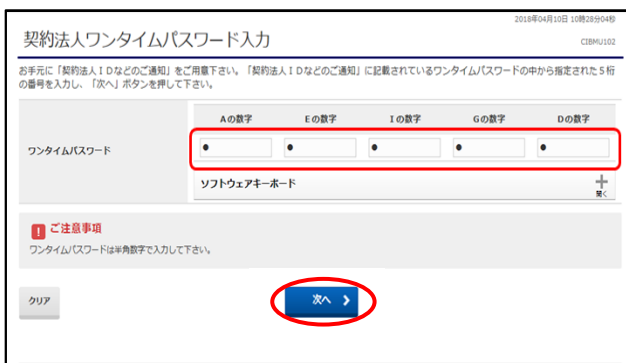 2018年04月10日 10時28分04秒
契約法人ワンタイムパスワード入力
CIBMU102
お手元に「契約法人ＩＤなどのご通知」をご用意下さい。「契約法人ＩＤなどのご通知」に記載されているワンタイムパスワードの中から指定された５桁
の番号を入力し、「次へ」ボタンを押して下さい。
Aの数字 Eの数字 Iの数字 Gの数字 Dの数字
ワンタイムパスワード
ソフトウェアキーボード
開く
ご注意事項
ワンタイムパスワードは半角数字で入力して下さい。
クリア 次へ